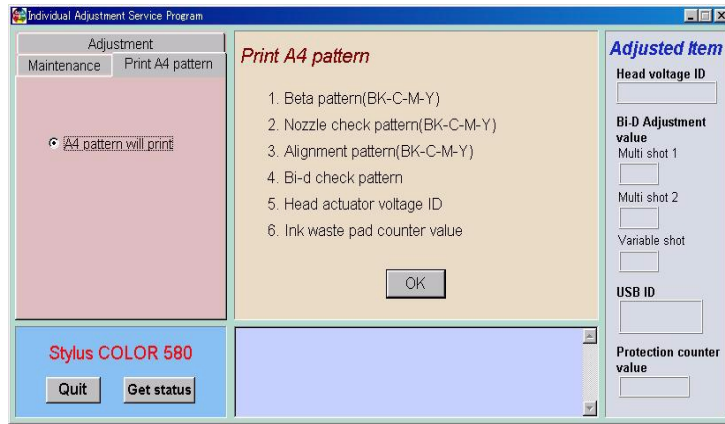 Individual Adjustment Service Program
Adjustment
Maintenance
Print A4 pattern
A4 pattern will print
Stylus COLOR 580
Quit
Get status
Print A4 pattern
1. Beta pattern(BK-C-M-Y)
2. Nozzle check pattern(BK-C-M-Y)
3. Alignment pattern(BK-C-M-Y)
4. Bi-d check pattern
5. Head actuator voltage ID
6. Ink waste pad counter value
OK
Adjusted Item
Head voltage ID
Bi-D Adjustment
value
Multi shot 1
Multi shot 2
Variable shot
USB ID
Protection counter
value